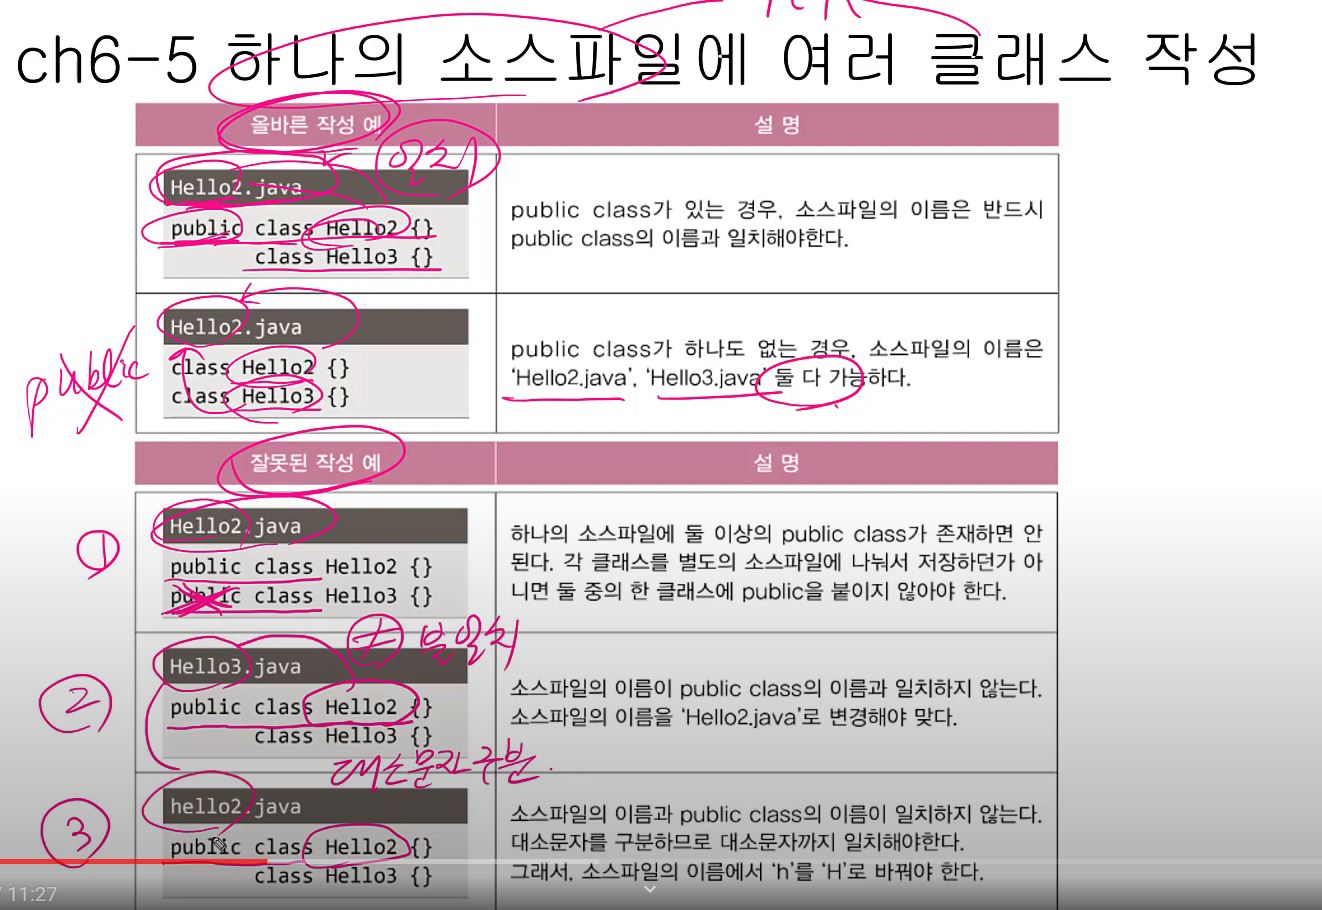 ch6-5 하나의 소스파일에 여러 클래스 작성
올바른 작성 예
설 명
일치
Hello2.java
public class Hello2 {}
class Hello3 {}
public class가 있는 경우, 소스파일의 이름은 반드시
public class의 이름과 일치해야한다.
Hello2.java
class Hello2 {}
class Hello3 {}
public
public class가 하나도 없는 경우, 소스파일의 이름은
‘Hello2.java’, ‘Hello3.java’ 둘 다 가능하다.
잘못된 작성 예
설 명
①
Hello2.java
public class Hello2 {}
public class Hello3 {}
하나의 소스파일에 둘 이상의 public class가 존재하면 안
된다. 각 클래스를 별도의 소스파일에 나눠서 저장하던가 아
니면 둘 중의 한 클래스에 public을 붙이지 않아야 한다.
②
Hello3.java
≠ 불일치
public class Hello2 {}
class Hello3 {}
소스파일의 이름이 public class의 이름과 일치하지 않는다.
소스파일의 이름을 ‘Hello2.java’로 변경해야 맞다.
대소문자구분.
③
hello2.java
public class Hello2 {}
class Hello3 {}
소스파일의 이름과 public class의 이름이 일치하지 않는다.
대소문자를 구분하므로 대소문자까지 일치해야한다.
그래서, 소스파일의 이름에서 ‘h’를 ‘H’로 바꿔야 한다.
/ 11:27